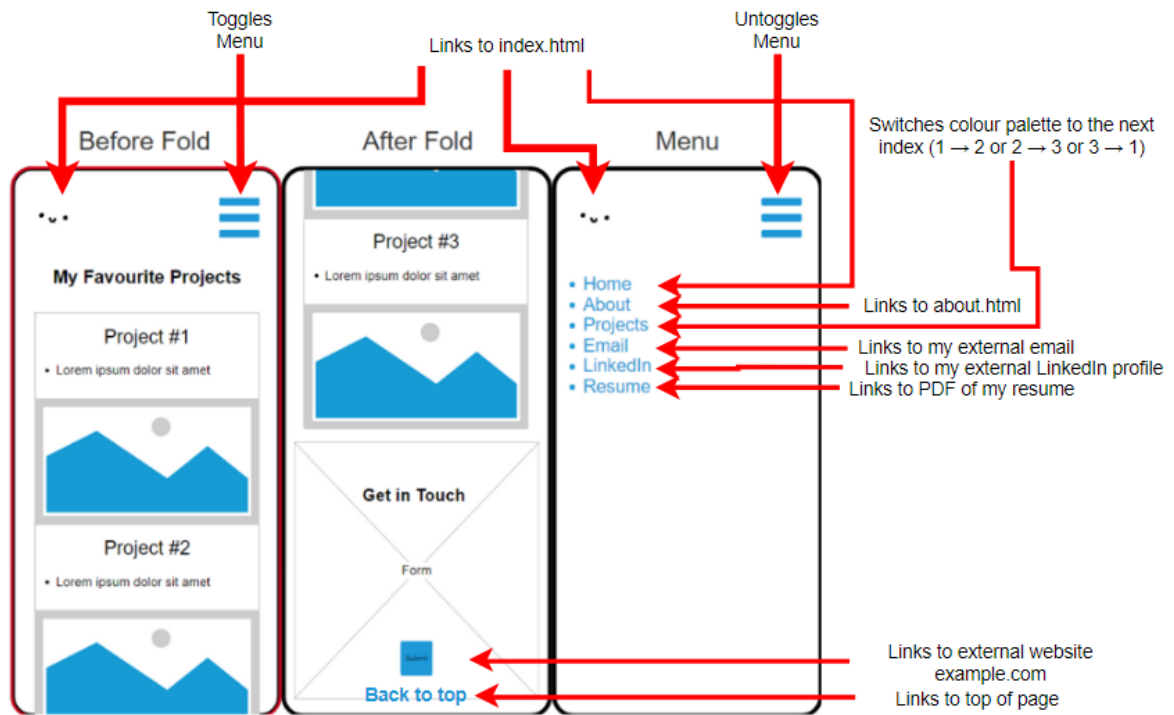 Toggles
Menu
Links to index.html
Untoggles
Menu
Switches colour palette to the next
index (1 → 2 or 2 → 3 or 3 → 1)
Before Fold
After Fold
Menu
My Favourite Projects
Project #1
• Lorem ipsum dolor sit amet
Project #2
• Lorem ipsum dolor sit amet
Project #3
• Lorem ipsum dolor sit amet
Get in Touch
Form
Submit
Back to top
• Home
• About
• Projects
• Email
• LinkedIn
• Resume
Links to about.html
Links to my external email
Links to my external LinkedIn profile
Links to PDF of my resume
Links to external website
example.com
Links to top of page